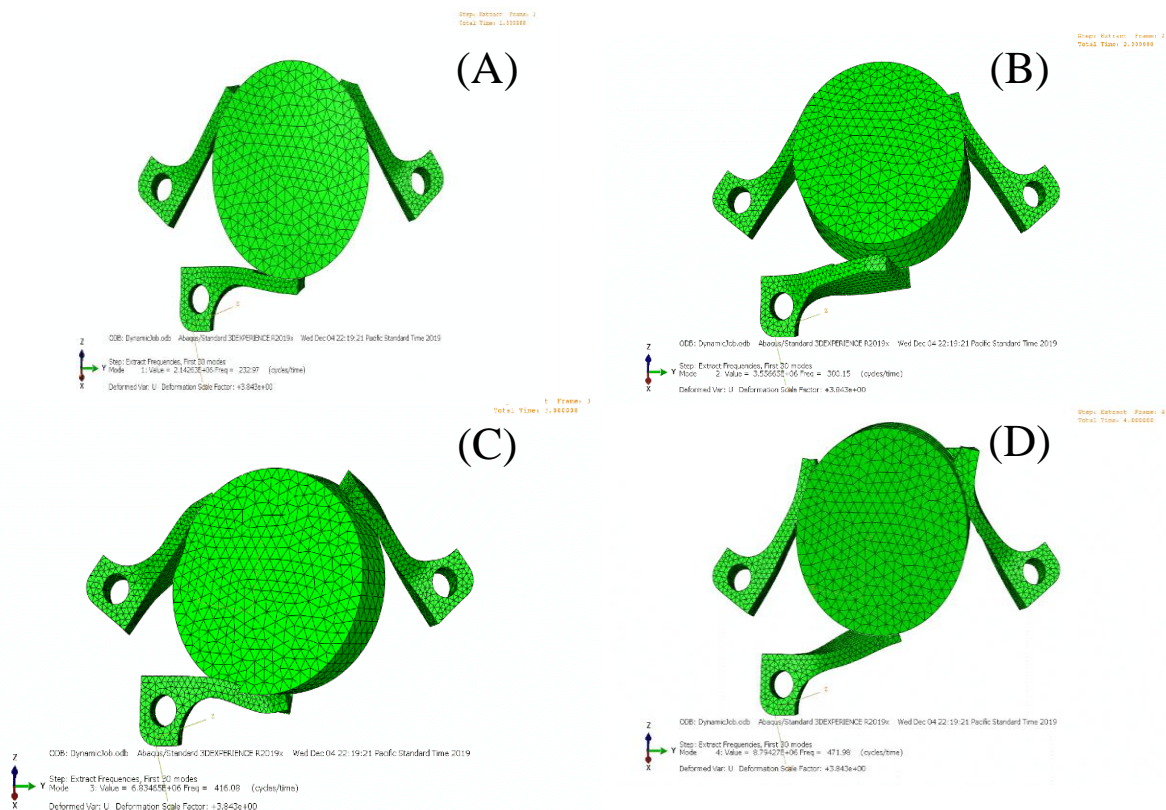 Step: Extract Frame: 1
Total Time: 1.000000
(A)
Z
Y
X
ODB: DynamicJob.odb Abaqus/Standard 3DEXPERIENCE R2019x Wed Dec 04 22:19:21 Pacific Standard Time 2019
Step: Extract Frequencies, First 30 modes
Mode 1: Value = 2.14263E+06 Freq = 232.97 (cycles/time)
Deformed Var: U Deformation Scale Factor: +3.843e+00
Step: Extract Frame: 2
Total Time: 2.000000
(B)
Z
Y
X
ODB: DynamicJob.odb Abaqus/Standard 3DEXPERIENCE R2019x Wed Dec 04 22:19:21 Pacific Standard Time 2019
Step: Extract Frequencies, First 30 modes
Mode 2: Value = 3.55665E+06 Freq = 300.15 (cycles/time)
Deformed Var: U Deformation Scale Factor: +3.843e+00
t Frame: 3
Total Time: 3.000000
(C)
Z
Y
X
ODB: DynamicJob.odb Abaqus/Standard 3DEXPERIENCE R2019x Wed Dec 04 22:19:21 Pacific Standard Time 2019
Step: Extract Frequencies, First 30 modes
Mode 3: Value = 6.83465E+06 Freq = 416.08 (cycles/time)
Deformed Var: U Deformation Scale Factor: +3.843e+00
Step: Extract Frame: 4
Total Time: 4.000000
(D)
Z
Y
X
ODB: DynamicJob.odb Abaqus/Standard 3DEXPERIENCE R2019x Wed Dec 04 22:19:21 Pacific Standard Time 2019
Step: Extract Frequencies, First 30 modes
Mode 4: Value = 8.79427E+06 Freq = 471.98 (cycles/time)
Deformed Var: U Deformation Scale Factor: +3.843e+00